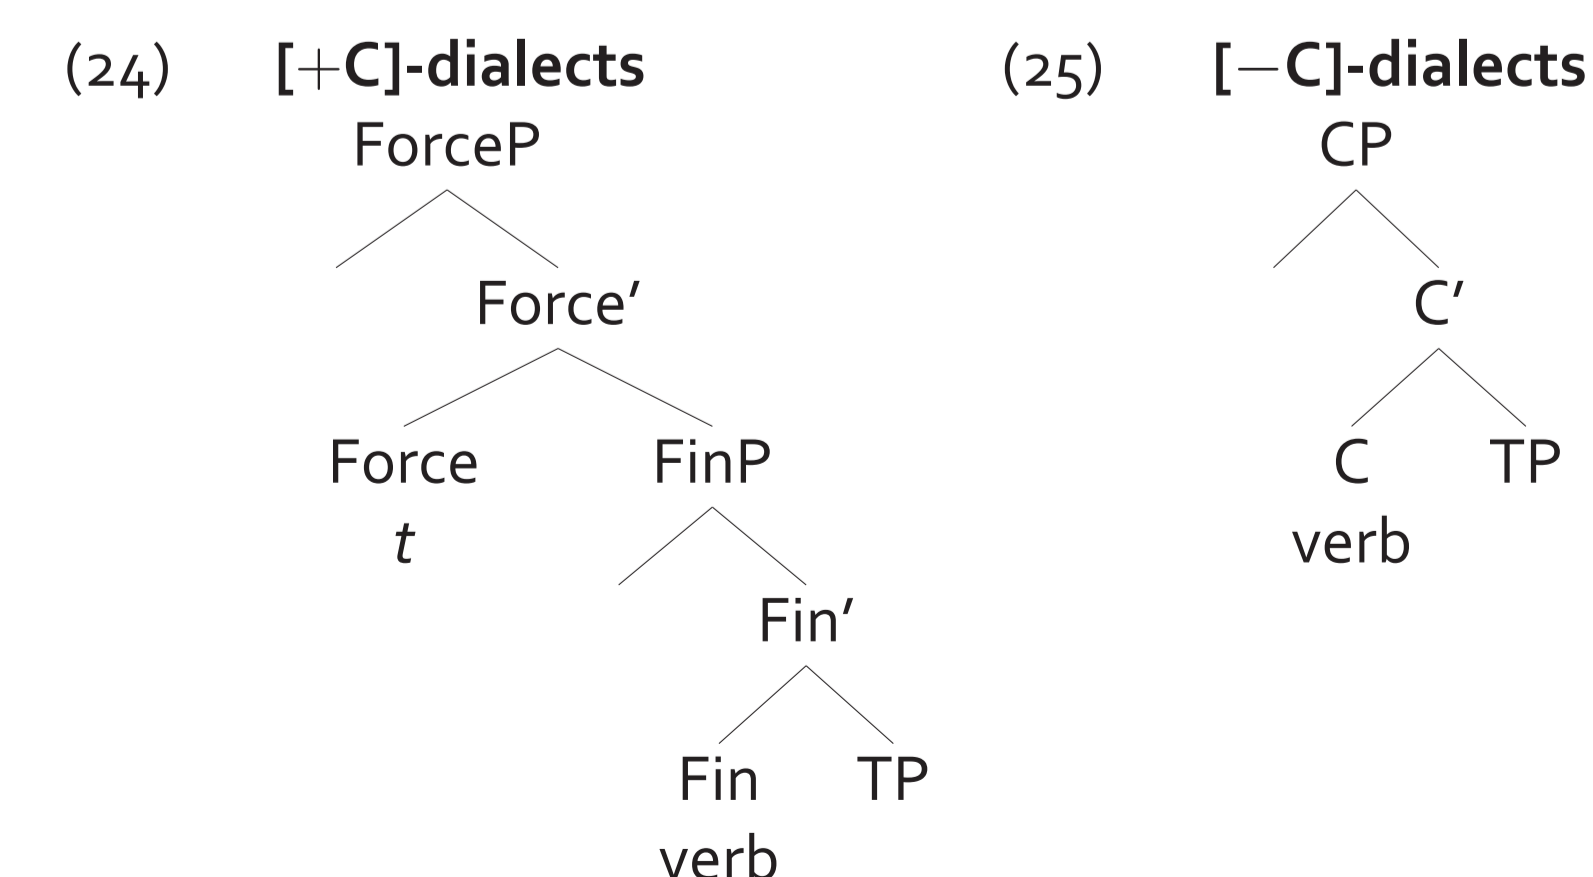 (24) [+C]-dialects (25) [−C]-dialects
ForceP CP
Force′ C′
Force FinP C TP
t verb
Fin′
Fin TP
verb